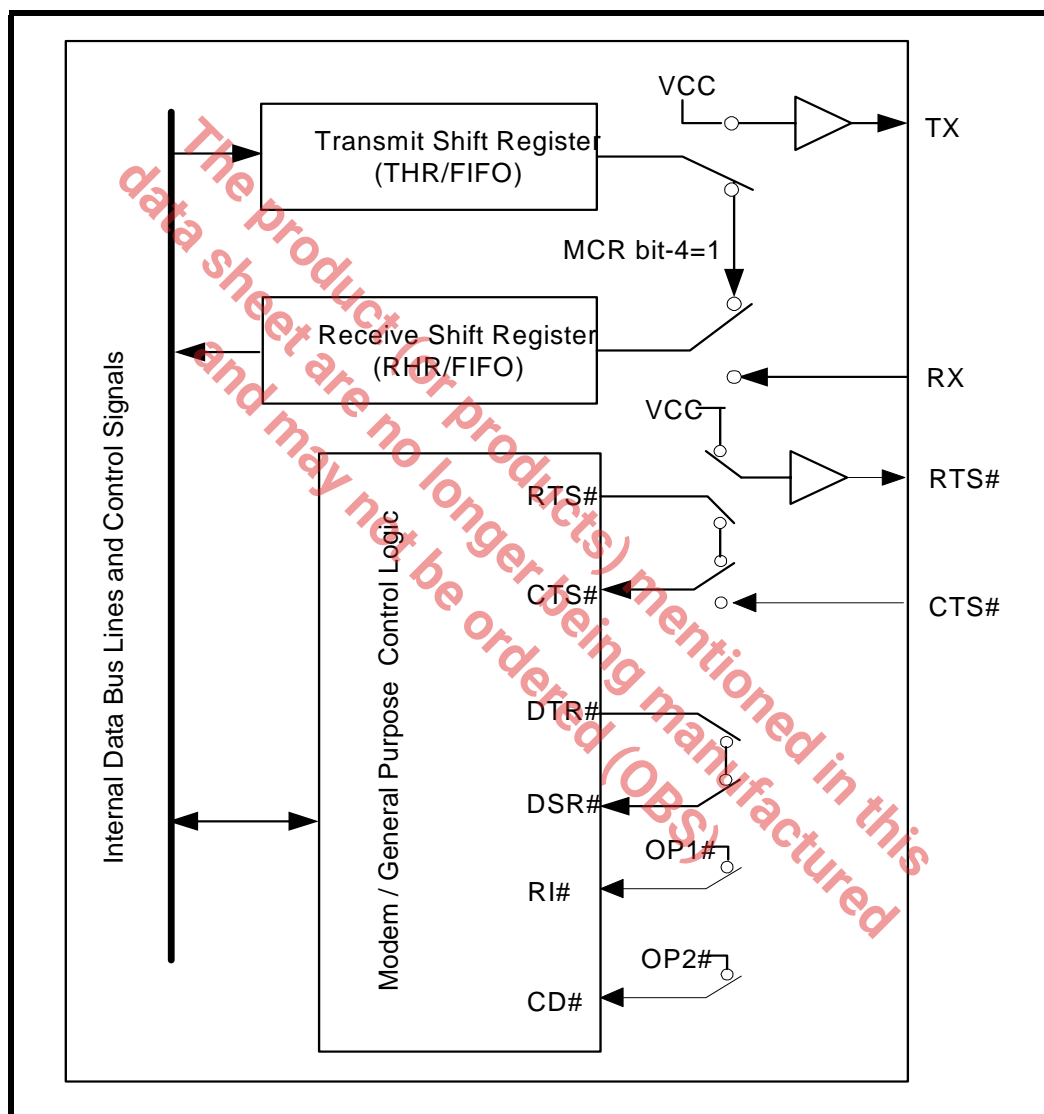 VCC
TX
Transmit Shift Register
(THR/FIFO)
MCR bit-4=1
Receive Shift Register
(RHR/FIFO)
RX
VCC
RTS#
RTS#
CTS#
CTS#
DTR#
DSR#
OP1#
RI#
OP2#
CD#
Internal Data Bus Lines and Control Signals
Modem / General Purpose Control Logic
The product (or products) mentioned in this
data sheet are no longer being manufactured
and may not be ordered (OBS)